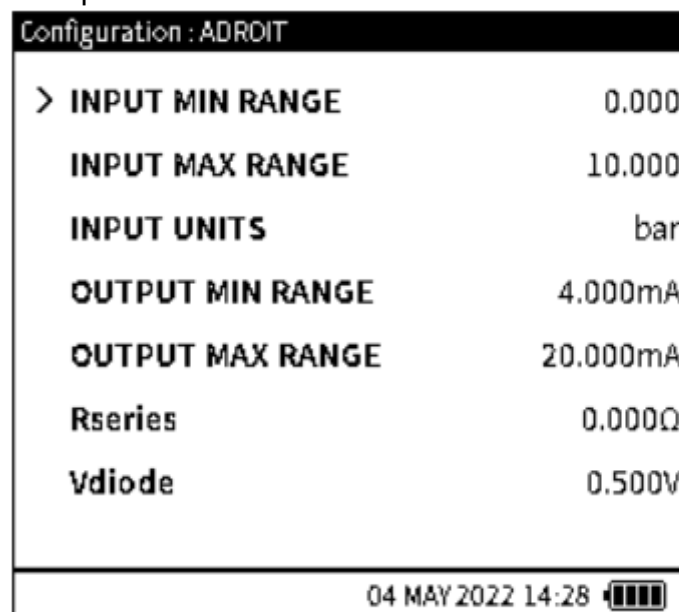 Configuration : ADROIT
> INPUT MIN RANGE 0.000
INPUT MAX RANGE 10.000
INPUT UNITS bar
OUTPUT MIN RANGE 4.000mA
OUTPUT MAX RANGE 20.000mA
Rseries 0.000Ω
Vdiode 0.500V
04 MAY 2022 14:28